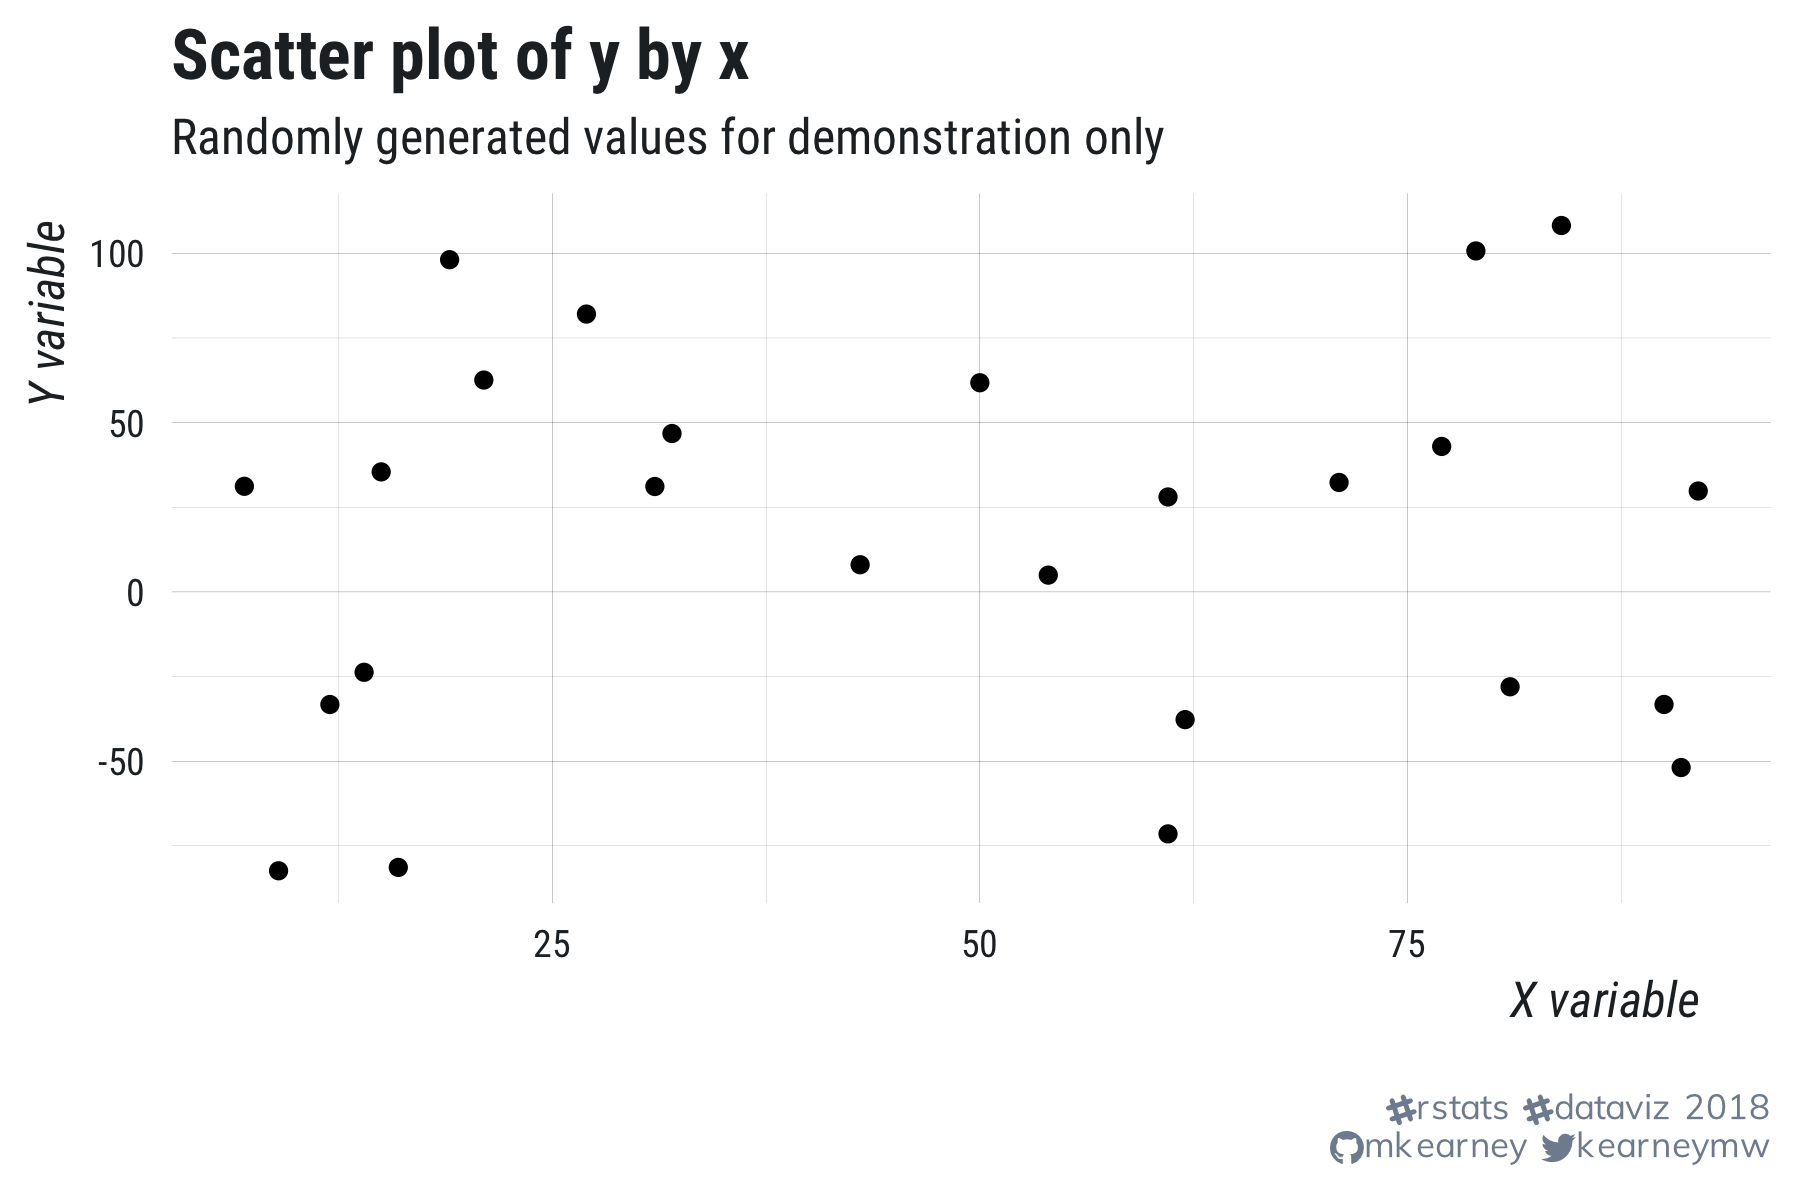 Scatter plot of y by x
Randomly generated values for demonstration only
Y variable
100
50
0
-50
25 50 75
X variable
#rstats #dataviz 2018
mkearney kearneymw